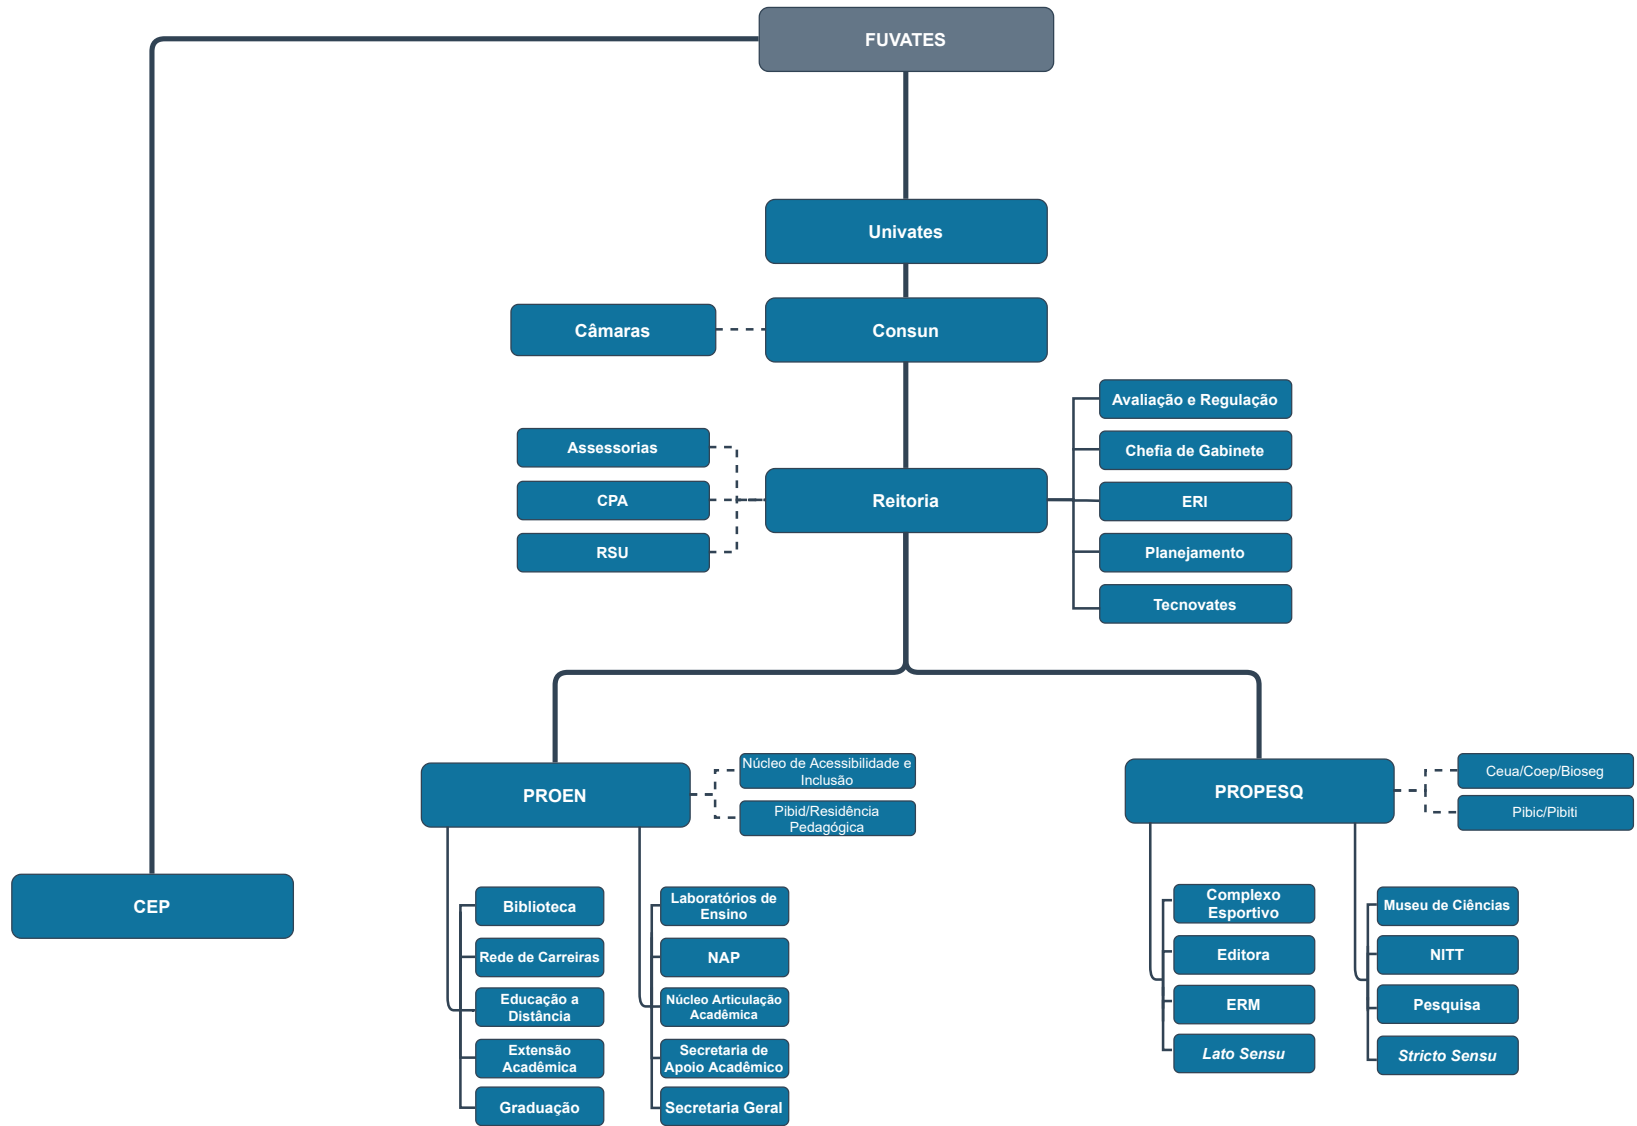 FUVATES
Univates
Câmaras
Consun
Avaliação e Regulação
Assessorias
Chefia de Gabinete
CPA
Reitoria
ERI
RSU
Planejamento
Tecnovates
PROEN
Núcleo de Acessibilidade e
Inclusão
Pibid/Residência
Pedagógica
PROPESQ
Ceua/Coep/Bioseg
Pibic/Pibiti
CEP
Biblioteca
Rede de Carreiras
Educação a
Distância
Extensão
Acadêmica
Graduação
Laboratórios de
Ensino
NAP
Núcleo Articulação
Acadêmica
Secretaria de
Apoio Acadêmico
Secretaria Geral
Complexo
Esportivo
Editora
ERM
Lato Sensu
Museu de Ciências
NITT
Pesquisa
Stricto Sensu